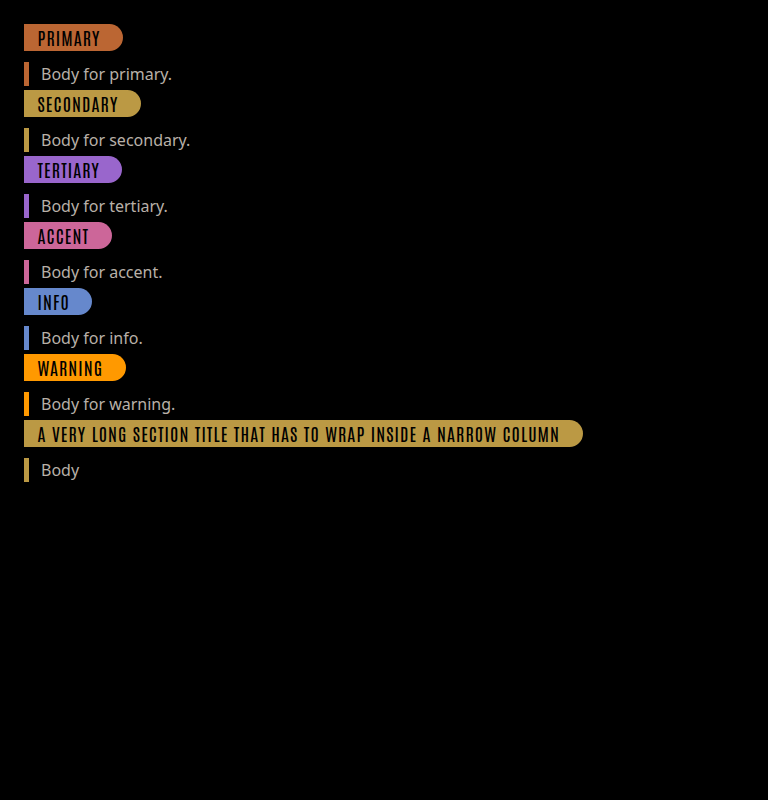 PRIMARY
Body for primary.
SECONDARY
Body for secondary.
TERTIARY
Body for tertiary.
ACCENT
Body for accent.
INFO
Body for info.
WARNING
Body for warning.
A VERY LONG SECTION TITLE THAT HAS TO WRAP INSIDE A NARROW COLUMN
Body